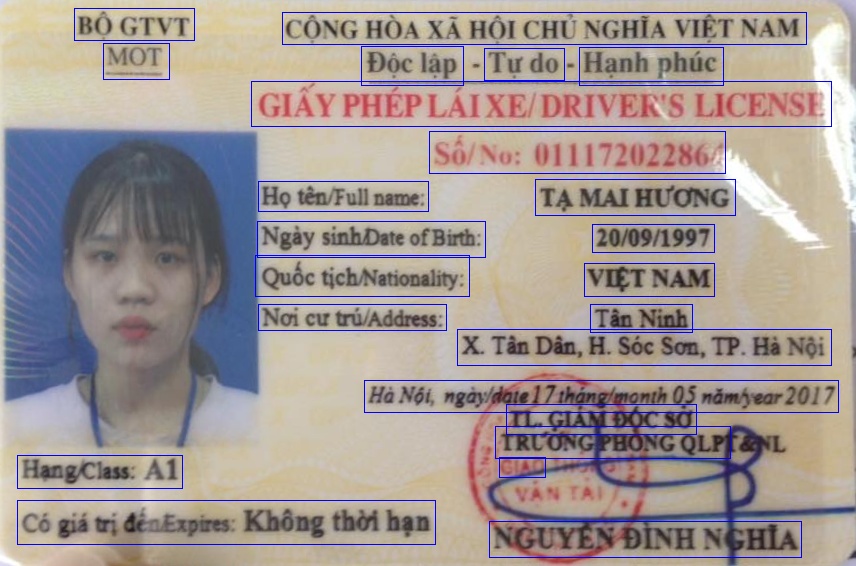 BỘ GTVT
MOT
CỘNG HÒA XÃ HỘI CHỦ NGHĨA VIỆT NAM
Độc lập - Tự do - Hạnh phúc
GIẤY PHÉP LÁI XE/ DRIVER'S LICENSE
Số/No: 011172022864
Họ tên/Full name: TẠ MAI HƯƠNG
Ngày sinh/Date of Birth: 20/09/1997
Quốc tịch/Nationality: VIỆT NAM
Nơi cư trú/Address: Tân Ninh
X. Tân Dân, H. Sóc Sơn, TP. Hà Nội
Hà Nội, ngày/date 17 tháng/month 05 năm/year 2017
TL. GIÁM ĐỐC SỞ
TRƯỞNG PHÒNG QLPT&NL
GIAO THÔNG
VẬN TẢI
Hạng/Class: A1
Có giá trị đến/Expires: Không thời hạn
NGUYỄN ĐÌNH NGHĨA